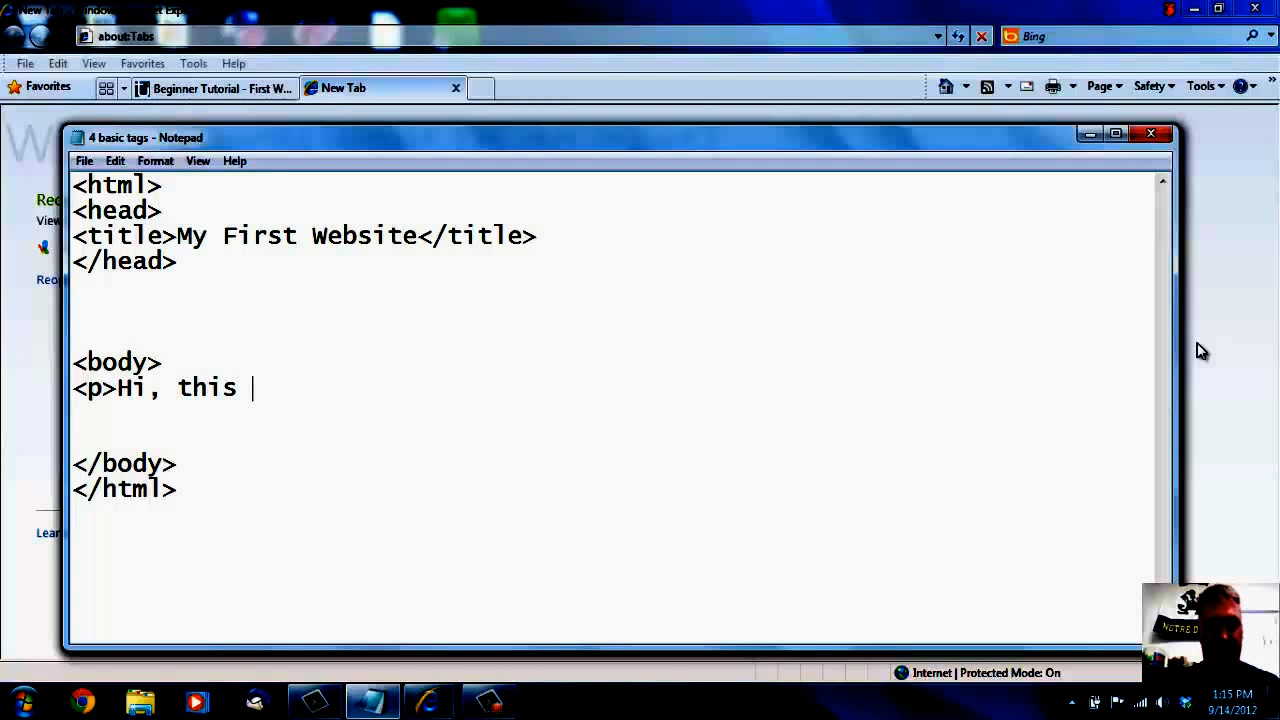 about:Tabs
Bing
File Edit View Favorites Tools Help
Favorites
Beginner Tutorial - First W...
New Tab
Page Safety Tools
4 basic tags - Notepad
File Edit Format View Help
<html>
<head>
<title>My First Website</title>
</head>
<body>
<p>Hi, this
</body>
</html>
NOTRE D
Internet | Protected Mode: On
1:15 PM
9/14/2012